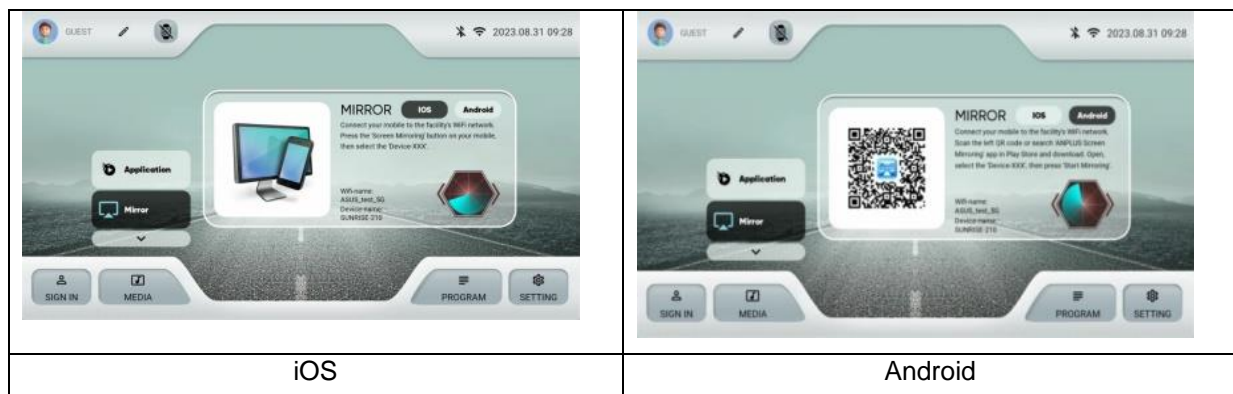 GUEST
2023.08.31 09:28
MIRROR iOS Android
Connect your mobile to the facility's WiFi network.
Press the 'Screen Mirroring' button on your mobile,
then select the 'Device-XXX'.
Application
Mirror
Wifi-name:
ASUS_test_5G
Device-name:
SUNRISE-210
SIGN IN
MEDIA
PROGRAM
SETTING
iOS
GUEST
2023.08.31 09:28
MIRROR iOS Android
Connect your mobile to the facility's WiFi network.
Scan the left QR code or search 'ANPLUS Screen
Mirroring' app in Play Store and download. Open,
select the 'Device-XXX', then press 'Start Mirroring'.
Application
Mirror
Wifi-name:
ASUS_test_5G
Device-name:
SUNRISE-210
SIGN IN
MEDIA
PROGRAM
SETTING
Android